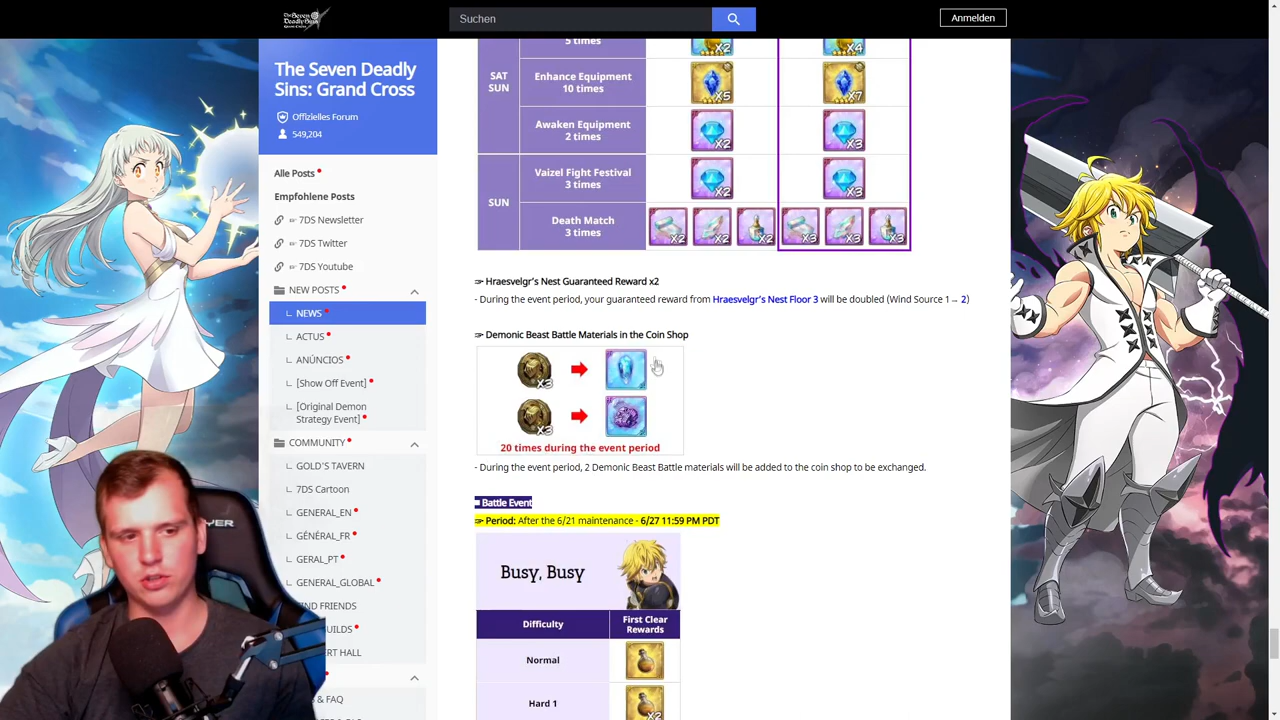 The Seven
Deadly Sins
Grand Cross
Suchen
Anmelden
The Seven Deadly
Sins: Grand Cross
Offizielles Forum
549,204
Alle Posts
Empfohlene Posts
☞ 7DS Newsletter
☞ 7DS Twitter
☞ 7DS Youtube
NEW POSTS
NEWS
ACTUS
ANÚNCIOS
[Show Off Event]
[Original Demon
Strategy Event]
COMMUNITY
GOLD'S TAVERN
7DS Cartoon
GENERAL_EN
GÉNÉRAL_FR
GERAL_PT
GENERAL_GLOBAL
FRIENDS
& FAQ
5 times
X2
X4
SAT
SUN
Enhance Equipment
10 times
X5
X7
Awaken Equipment
2 times
X2
X3
SUN
Vaizel Fight Festival
3 times
X2
X3
Death Match
3 times
X2
X2
X2
X3
X3
X3
☞ Hraesvelgr's Nest Guaranteed Reward x2
- During the event period, your guaranteed reward from Hraesvelgr's Nest Floor 3 will be doubled (Wind Source 1→ 2)
☞ Demonic Beast Battle Materials in the Coin Shop
X3
X3
20 times during the event period
- During the event period, 2 Demonic Beast Battle materials will be added to the coin shop to be exchanged.
■ Battle Event
☞ Period: After the 6/21 maintenance - 6/27 11:59 PM PDT
Busy, Busy
Difficulty
First Clear
Rewards
Normal
Hard 1
X2